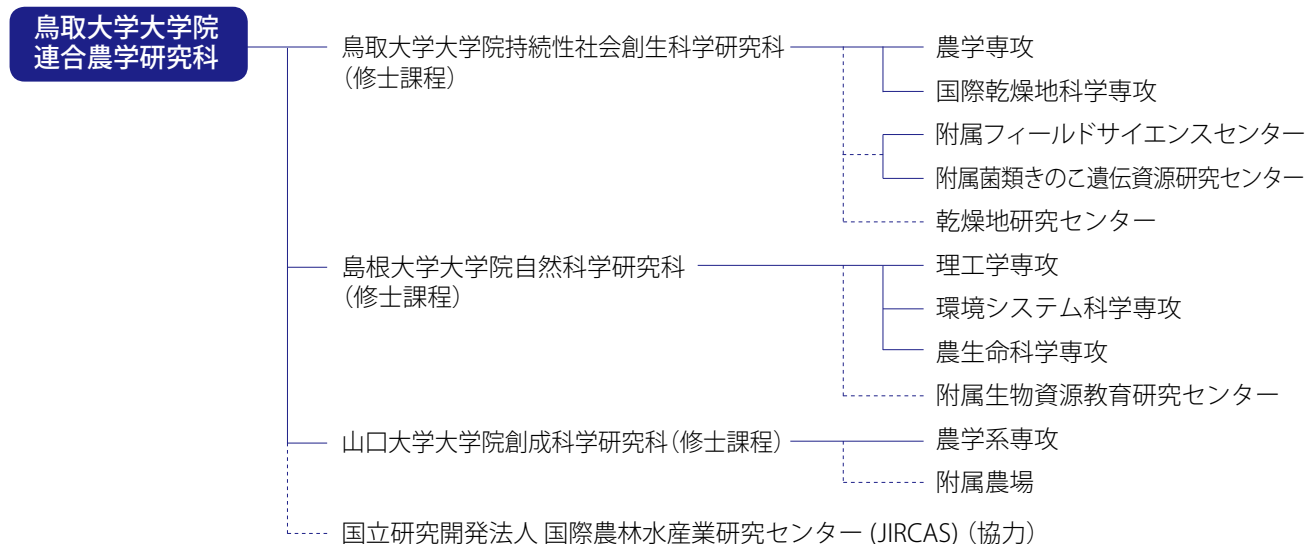 鳥取大学大学院
連合農学研究科
鳥取大学大学院持続性社会創生科学研究科
（修士課程）
農学専攻
国際乾燥地科学専攻
附属フィールドサイエンスセンター
附属菌類きのこ遺伝資源研究センター
乾燥地研究センター
島根大学大学院自然科学研究科
（修士課程）
理工学専攻
環境システム科学専攻
農生命科学専攻
附属生物資源教育研究センター
山口大学大学院創成科学研究科（修士課程）
農学系専攻
附属農場
国立研究開発法人 国際農林水産業研究センター (JIRCAS)（協力）